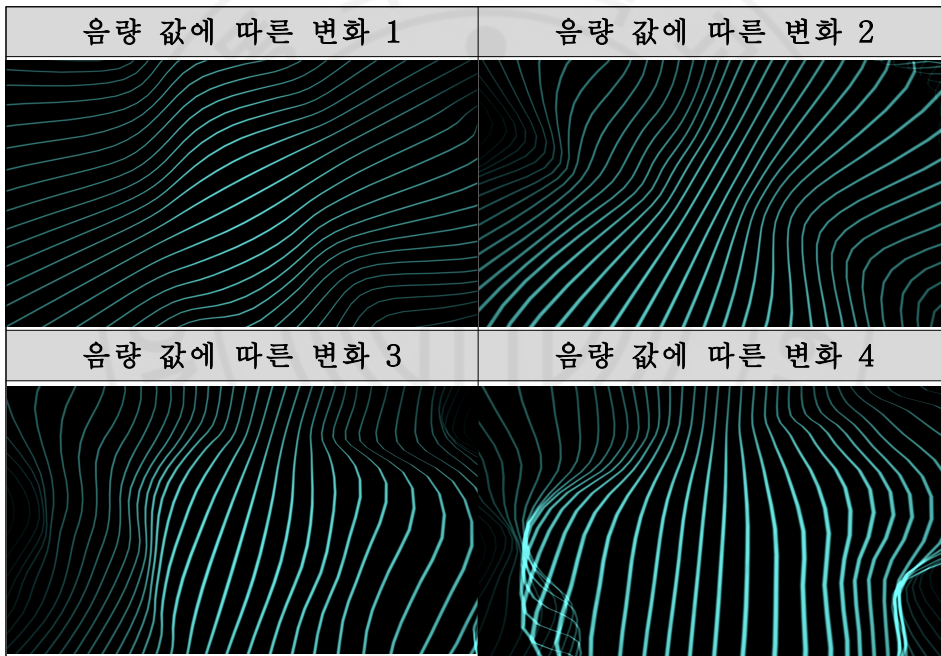 음량 값에 따른 변화 1
음량 값에 따른 변화 2
음량 값에 따른 변화 3
음량 값에 따른 변화 4